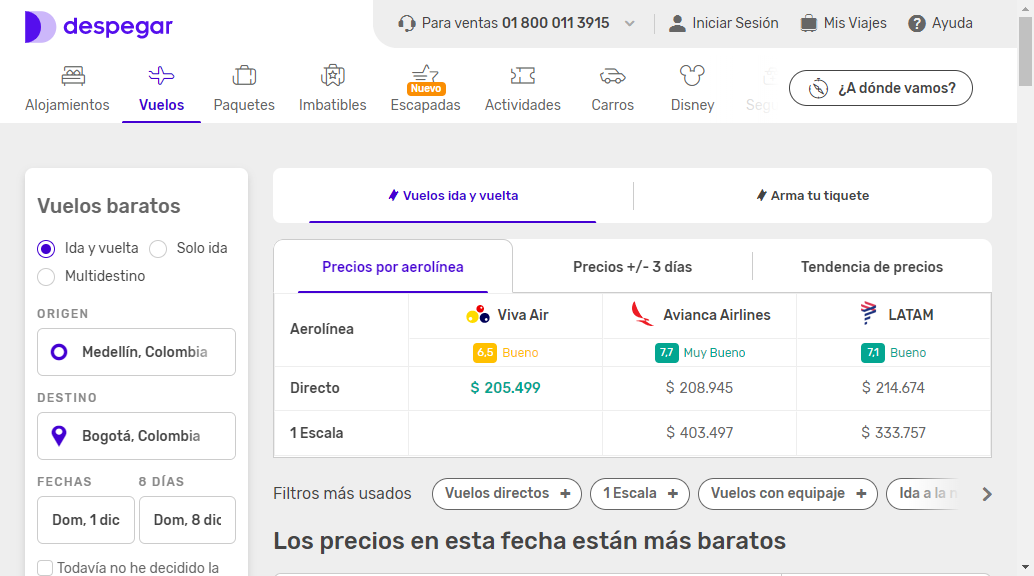 despegar
Para ventas 01 800 011 3915
Iniciar Sesión
Mis Viajes
Ayuda
Alojamientos
Vuelos
Paquetes
Imbatibles
Nuevo
Escapadas
Actividades
Carros
Disney
¿A dónde vamos?
Vuelos baratos
Ida y vuelta
Solo ida
Multidestino
ORIGEN
Medellín, Colombia
DESTINO
Bogotá, Colombia
FECHAS
8 DÍAS
Dom, 1 dic
Dom, 8 dic
Todavía no he decidido la
Vuelos ida y vuelta
Arma tu tiquete
Precios por aerolínea
Precios +/- 3 días
Tendencia de precios
Aerolínea
Viva Air
Avianca Airlines
LATAM
6,5 Bueno
7,7 Muy Bueno
7,1 Bueno
Directo
$ 205.499
$ 208.945
$ 214.674
1 Escala
$ 403.497
$ 333.757
Filtros más usados
Vuelos directos +
1 Escala +
Vuelos con equipaje +
Ida a la
Los precios en esta fecha están más baratos